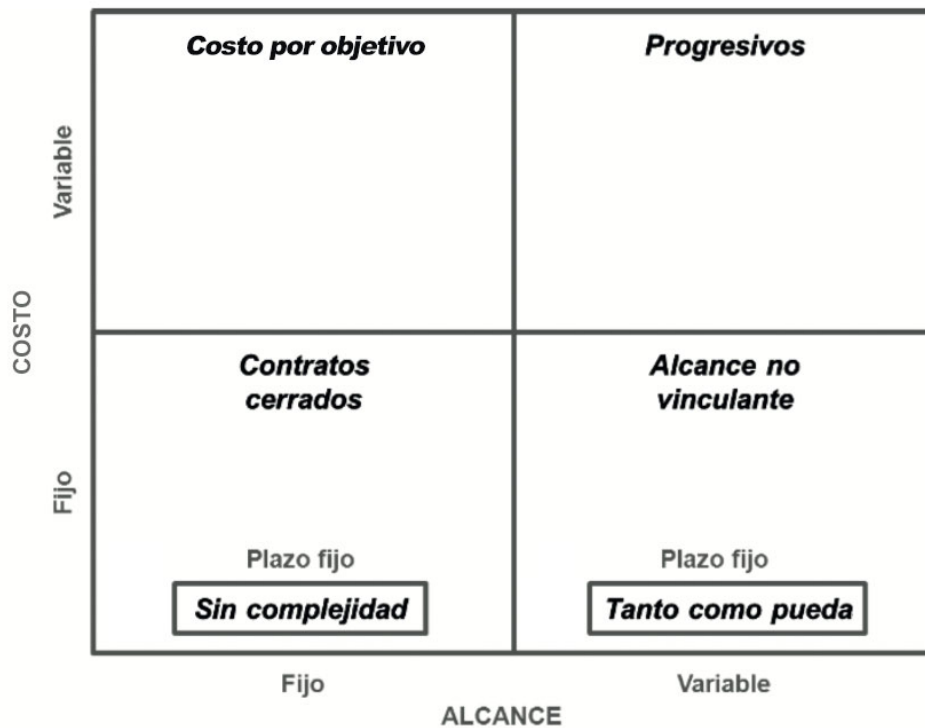 Costo por objetivo
Progresivos
Variable
COSTO
Contratos
cerrados
Alcance no
vinculante
Fijo
Plazo fijo
Plazo fijo
Sin complejidad
Tanto como pueda
Fijo
Variable
ALCANCE